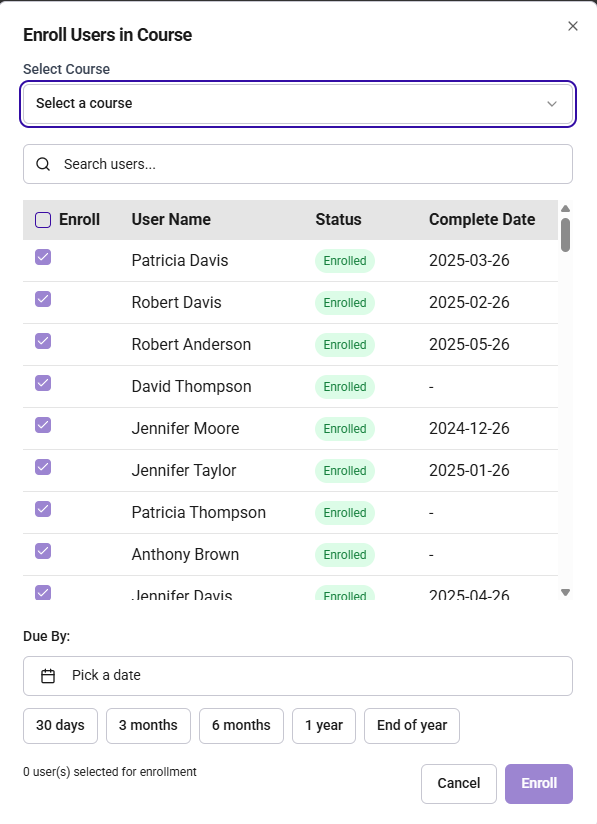 Enroll Users in Course
Select Course
Select a course
Search users...
Enroll User Name Status Complete Date
Patricia Davis Enrolled 2025-03-26
Robert Davis Enrolled 2025-02-26
Robert Anderson Enrolled 2025-05-26
David Thompson Enrolled -
Jennifer Moore Enrolled 2024-12-26
Jennifer Taylor Enrolled 2025-01-26
Patricia Thompson Enrolled -
Anthony Brown Enrolled -
Jennifer Davis Enrolled 2025-04-26
Due By:
Pick a date
30 days 3 months 6 months 1 year End of year
0 user(s) selected for enrollment
Cancel Enroll